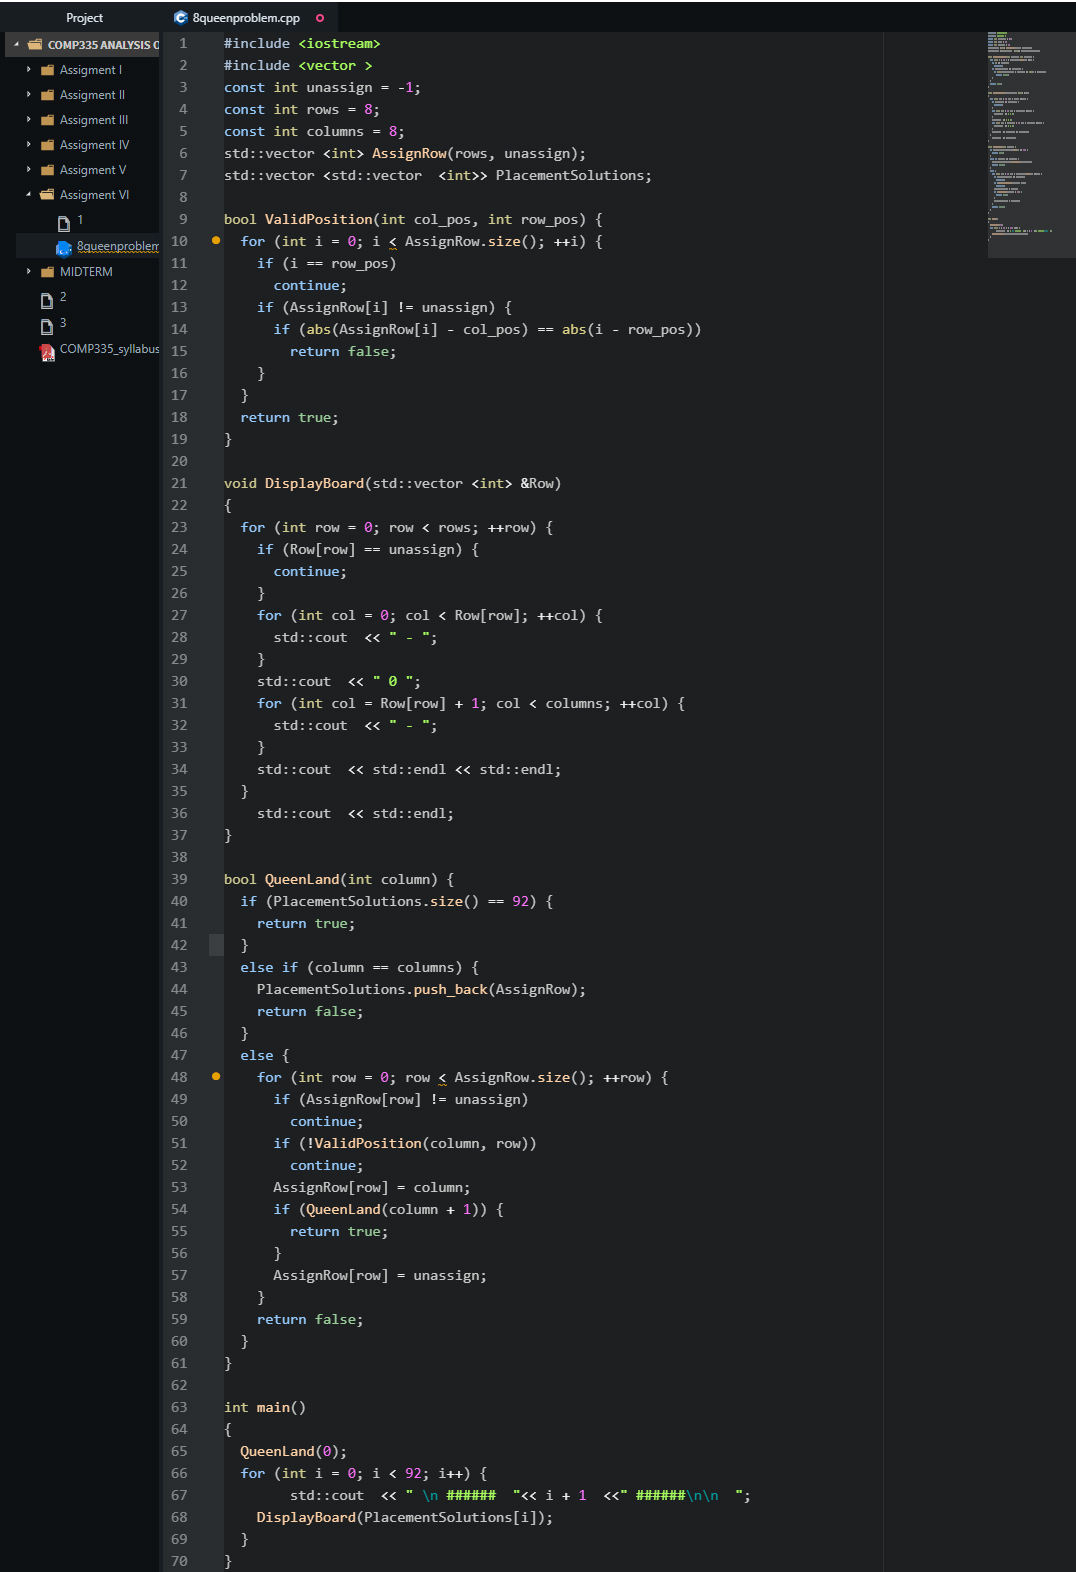 Project
8queenproblem.cpp
COMP335 ANALYSIS O
Assigment I
Assigment II
Assigment III
Assigment IV
Assigment V
Assigment VI
1
8queenproblem
MIDTERM
2
3
COMP335_syllabus
1 #include <iostream>
2 #include <vector >
3 const int unassign = -1;
4 const int rows = 8;
5 const int columns = 8;
6 std::vector <int> AssignRow(rows, unassign);
7 std::vector <std::vector  <int>> PlacementSolutions;
8
9 bool ValidPosition(int col_pos, int row_pos) {
10   for (int i = 0; i < AssignRow.size(); ++i) {
11     if (i == row_pos)
12       continue;
13     if (AssignRow[i] != unassign) {
14       if (abs(AssignRow[i] - col_pos) == abs(i - row_pos))
15         return false;
16     }
17   }
18   return true;
19 }
20
21 void DisplayBoard(std::vector <int> &Row)
22 {
23   for (int row = 0; row < rows; ++row) {
24     if (Row[row] == unassign) {
25       continue;
26     }
27     for (int col = 0; col < Row[row]; ++col) {
28       std::cout  << " - ";
29     }
30     std::cout  << " 0 ";
31     for (int col = Row[row] + 1; col < columns; ++col) {
32       std::cout  << " - ";
33     }
34     std::cout  << std::endl << std::endl;
35   }
36     std::cout  << std::endl;
37 }
38
39 bool QueenLand(int column) {
40   if (PlacementSolutions.size() == 92) {
41     return true;
42   }
43   else if (column == columns) {
44     PlacementSolutions.push_back(AssignRow);
45     return false;
46   }
47   else {
48     for (int row = 0; row < AssignRow.size(); ++row) {
49       if (AssignRow[row] != unassign)
50         continue;
51       if (!ValidPosition(column, row))
52         continue;
53       AssignRow[row] = column;
54       if (QueenLand(column + 1)) {
55         return true;
56       }
57       AssignRow[row] = unassign;
58     }
59     return false;
60   }
61 }
62
63 int main()
64 {
65   QueenLand(0);
66   for (int i = 0; i < 92; i++) {
67         std::cout  << " \n ######  "<< i + 1  <<" ######\n\n  ";
68     DisplayBoard(PlacementSolutions[i]);
69   }
70 }